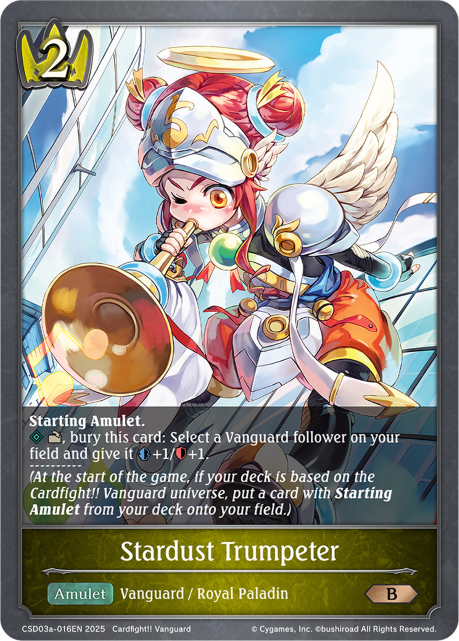 2
Starting Amulet.
, bury this card: Select a Vanguard follower on your
field and give it +1/ +1.
----------
(At the start of the game, if your deck is based on the
Cardfight!! Vanguard universe, put a card with Starting
Amulet from your deck onto your field.)
Stardust Trumpeter
Amulet Vanguard / Royal Paladin B
CSD03a-016EN 2025 Cardfight!! Vanguard © Cygames, Inc. ©bushiroad All Rights Reserved.